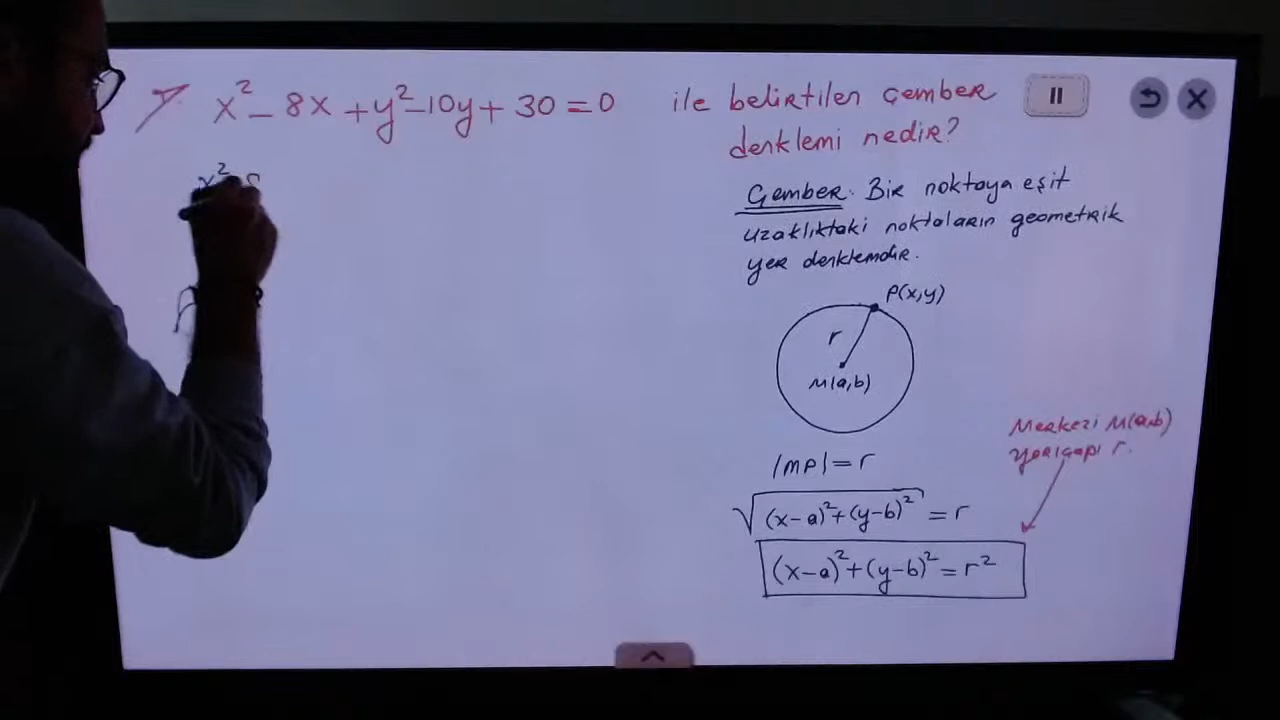 x² - 8x + y² - 10y + 30 = 0 ile belirtilen çember
denklemi nedir?
x²
Çember: Bir noktaya eşit
uzaklıktaki noktaların geometrik
yer denklemdir.
P(x,y)
r
M(a,b)
|MP| = r
Merkezi M(a,b)
yarıçapı r.
√(x-a)²+(y-b)² = r
(x-a)²+(y-b)² = r²